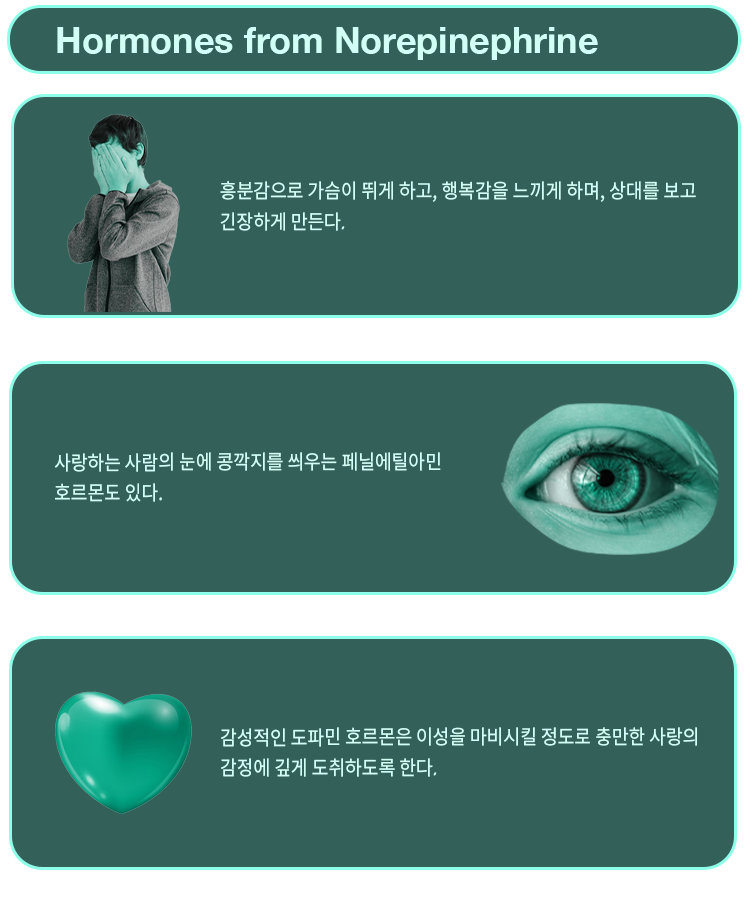 Hormones from Norepinephrine
흥분감으로 가슴이 뛰게 하고, 행복감을 느끼게 하며, 상대를 보고
긴장하게 만든다.
사랑하는 사람의 눈에 콩깍지를 씌우는 페닐에틸아민
호르몬도 있다.
감성적인 도파민 호르몬은 이성을 마비시킬 정도로 충만한 사랑의
감정에 깊게 도취하도록 한다.